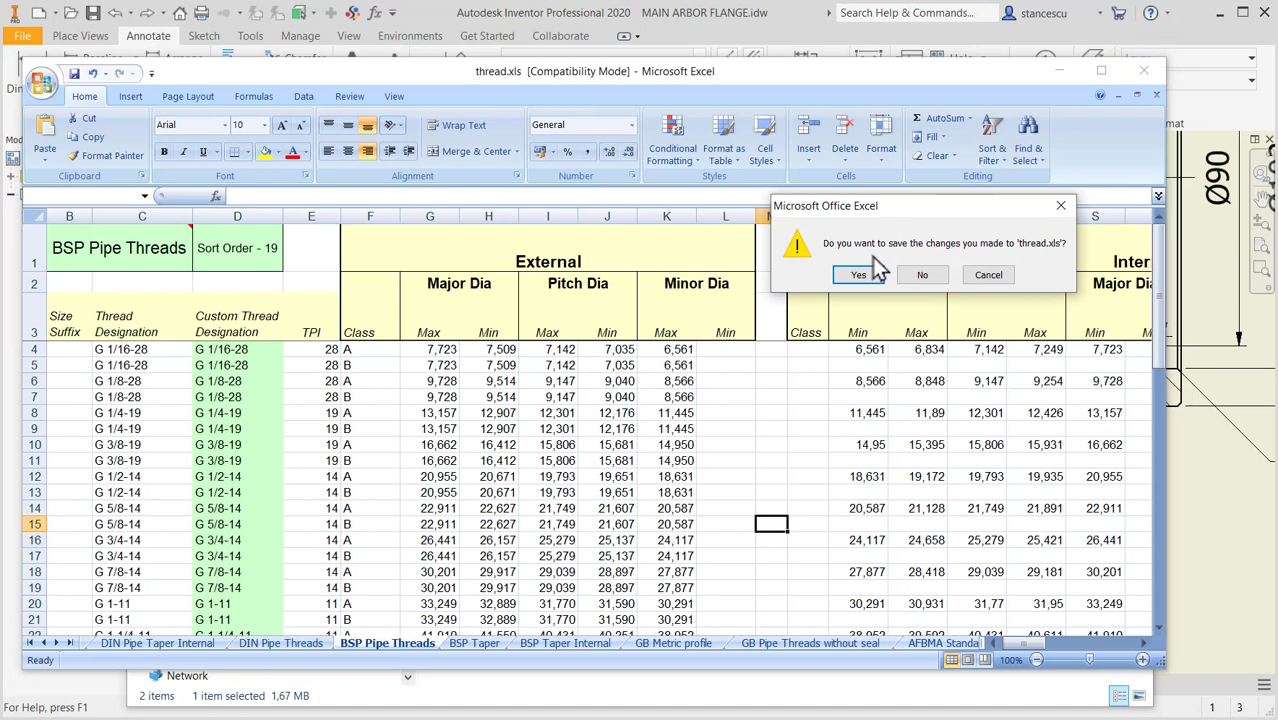 Autodesk Inventor Professional 2020 MAIN ARBOR FLANGE.idw
Search Help & Commands...
stancescu
File Place Views Annotate Sketch Tools Manage View Environments Get Started Collaborate
thread.xls [Compatibility Mode] - Microsoft Excel
Home Insert Page Layout Formulas Data Review View
Cut
Copy
Format Painter
Paste
Clipboard
Arial 10
B I U
Font
Wrap Text
Merge & Center
Alignment
General
Number
Conditional Formatting
Format as Table
Cell Styles
Styles
Insert Delete Format
Cells
AutoSum
Fill
Clear
Sort & Filter
Find & Select
Editing
Ø90
Microsoft Office Excel
Do you want to save the changes you made to 'thread.xls'?
Yes No Cancel
B C D E F G H I J K L S
1 BSP Pipe Threads Sort Order - 19 External Inter
2 Major Dia Pitch Dia Minor Dia Major Dia
3 Size Suffix Thread Designation Custom Thread Designation TPI Class Max Min Max Min Max Min Class Min Max Min Max Min
4 G 1/16-28 G 1/16-28 28 A 7,723 7,509 7,142 7,035 6,561 6,561 6,834 7,142 7,249 7,723
5 G 1/16-28 G 1/16-28 28 B 7,723 7,509 7,142 7,035 6,561
6 G 1/8-28 G 1/8-28 28 A 9,728 9,514 9,147 9,040 8,566 8,566 8,848 9,147 9,254 9,728
7 G 1/8-28 G 1/8-28 28 B 9,728 9,514 9,147 9,040 8,566
8 G 1/4-19 G 1/4-19 19 A 13,157 12,907 12,301 12,176 11,445 11,445 11,89 12,301 12,426 13,157
9 G 1/4-19 G 1/4-19 19 B 13,157 12,907 12,301 12,176 11,445
10 G 3/8-19 G 3/8-19 19 A 16,662 16,412 15,806 15,681 14,950 14,95 15,395 15,806 15,931 16,662
11 G 3/8-19 G 3/8-19 19 B 16,662 16,412 15,806 15,681 14,950
12 G 1/2-14 G 1/2-14 14 A 20,955 20,671 19,793 19,651 18,631 18,631 19,172 19,793 19,935 20,955
13 G 1/2-14 G 1/2-14 14 B 20,955 20,671 19,793 19,651 18,631
14 G 5/8-14 G 5/8-14 14 A 22,911 22,627 21,749 21,607 20,587 20,587 21,128 21,749 21,891 22,911
15 G 5/8-14 G 5/8-14 14 B 22,911 22,627 21,749 21,607 20,587
16 G 3/4-14 G 3/4-14 14 A 26,441 26,157 25,279 25,137 24,117 24,117 24,658 25,279 25,421 26,441
17 G 3/4-14 G 3/4-14 14 B 26,441 26,157 25,279 25,137 24,117
18 G 7/8-14 G 7/8-14 14 A 30,201 29,917 29,039 28,897 27,877 27,877 28,418 29,039 29,181 30,201
19 G 7/8-14 G 7/8-14 14 B 30,201 29,917 29,039 28,897 27,877
20 G 1-11 G 1-11 11 A 33,249 32,889 31,770 31,590 30,291 30,291 30,931 31,77 31,95 33,249
21 G 1-11 G 1-11 11 B 33,249 32,889 31,770 31,590 30,291
DIN Pipe Taper Internal DIN Pipe Threads BSP Pipe Threads BSP Taper BSP Taper Internal GB Metric profile GB Pipe Threads without seal AFBMA Standa
Ready 100%
Network
2 items 1 item selected 1,67 MB
For Help, press F1 1 3